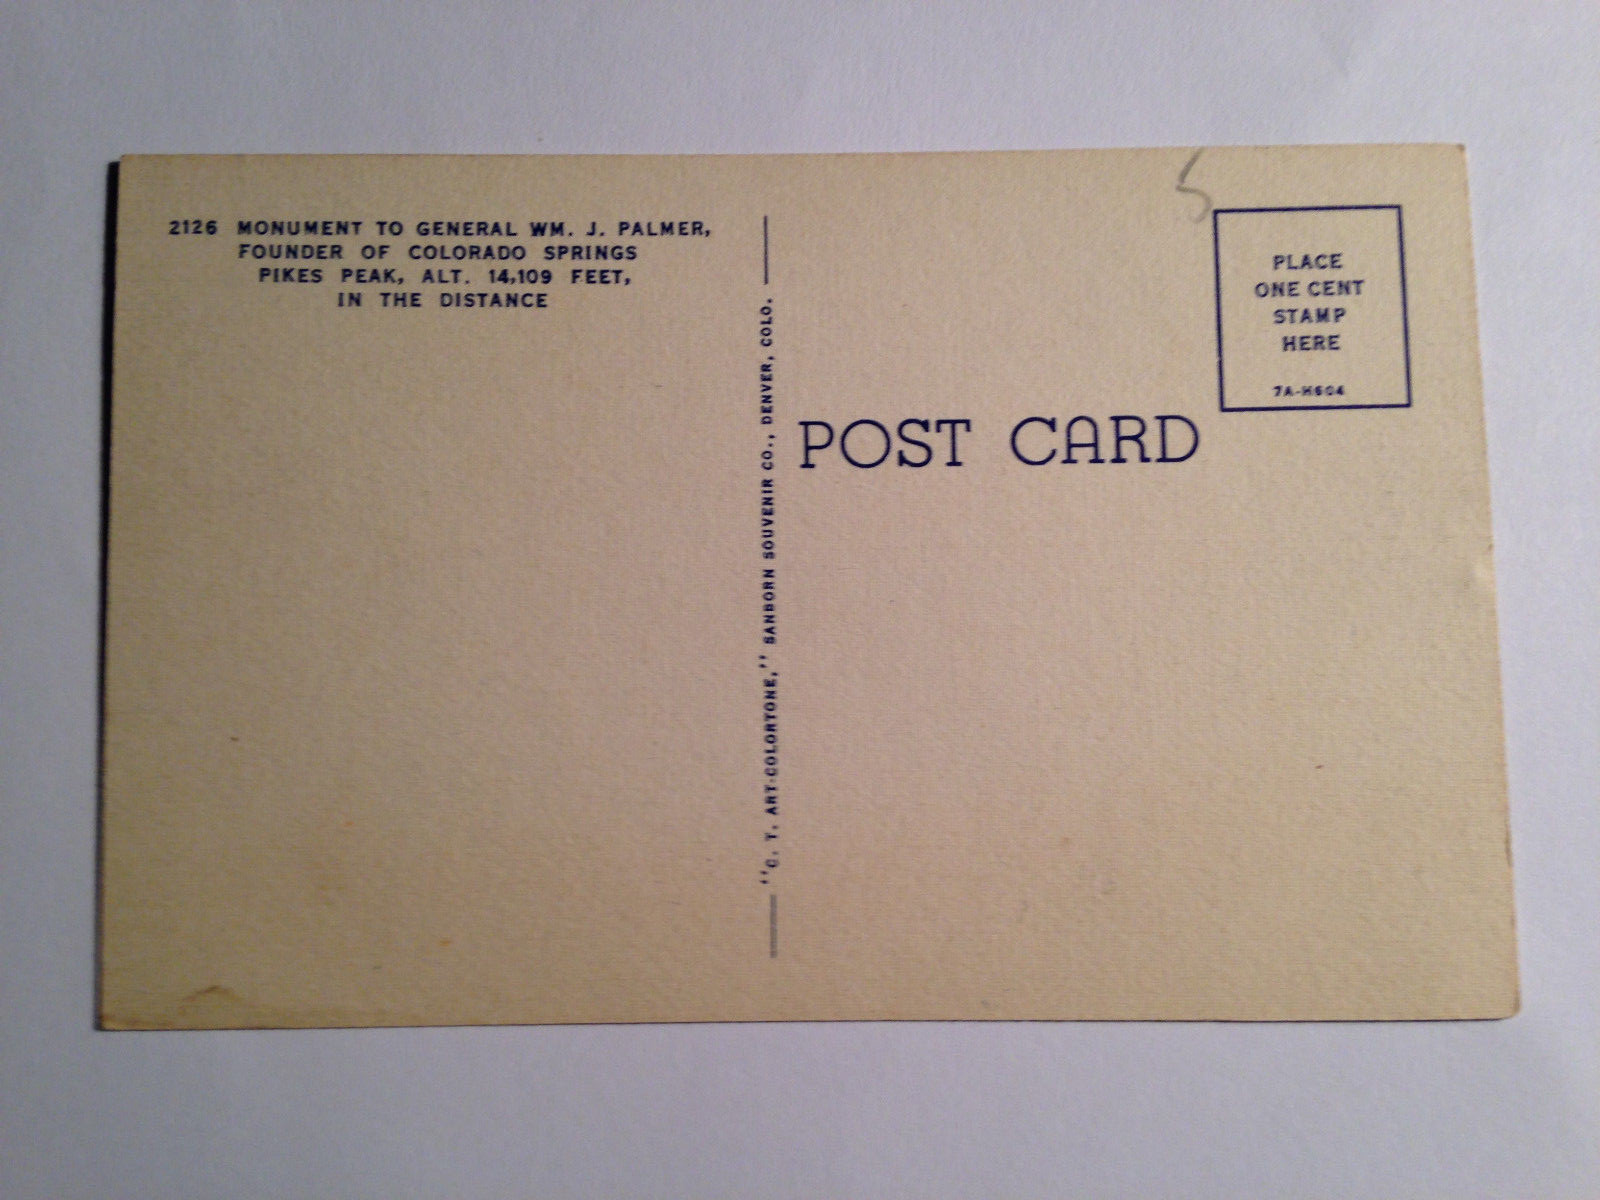 2126 MONUMENT TO GENERAL WM. J. PALMER,
FOUNDER OF COLORADO SPRINGS
PIKES PEAK, ALT. 14,109 FEET,
IN THE DISTANCE
"C. T. ART-COLORTONE," SANBORN SOUVENIR CO., DENVER, COLO.
5
PLACE
ONE CENT
STAMP
HERE
7A-H604
POST CARD